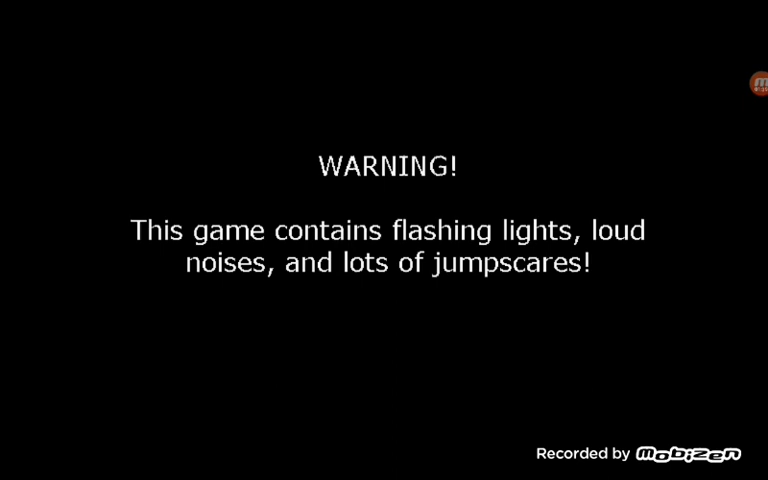 WARNING!
This game contains flashing lights, loud
noises, and lots of jumpscares!
Recorded by mobizen